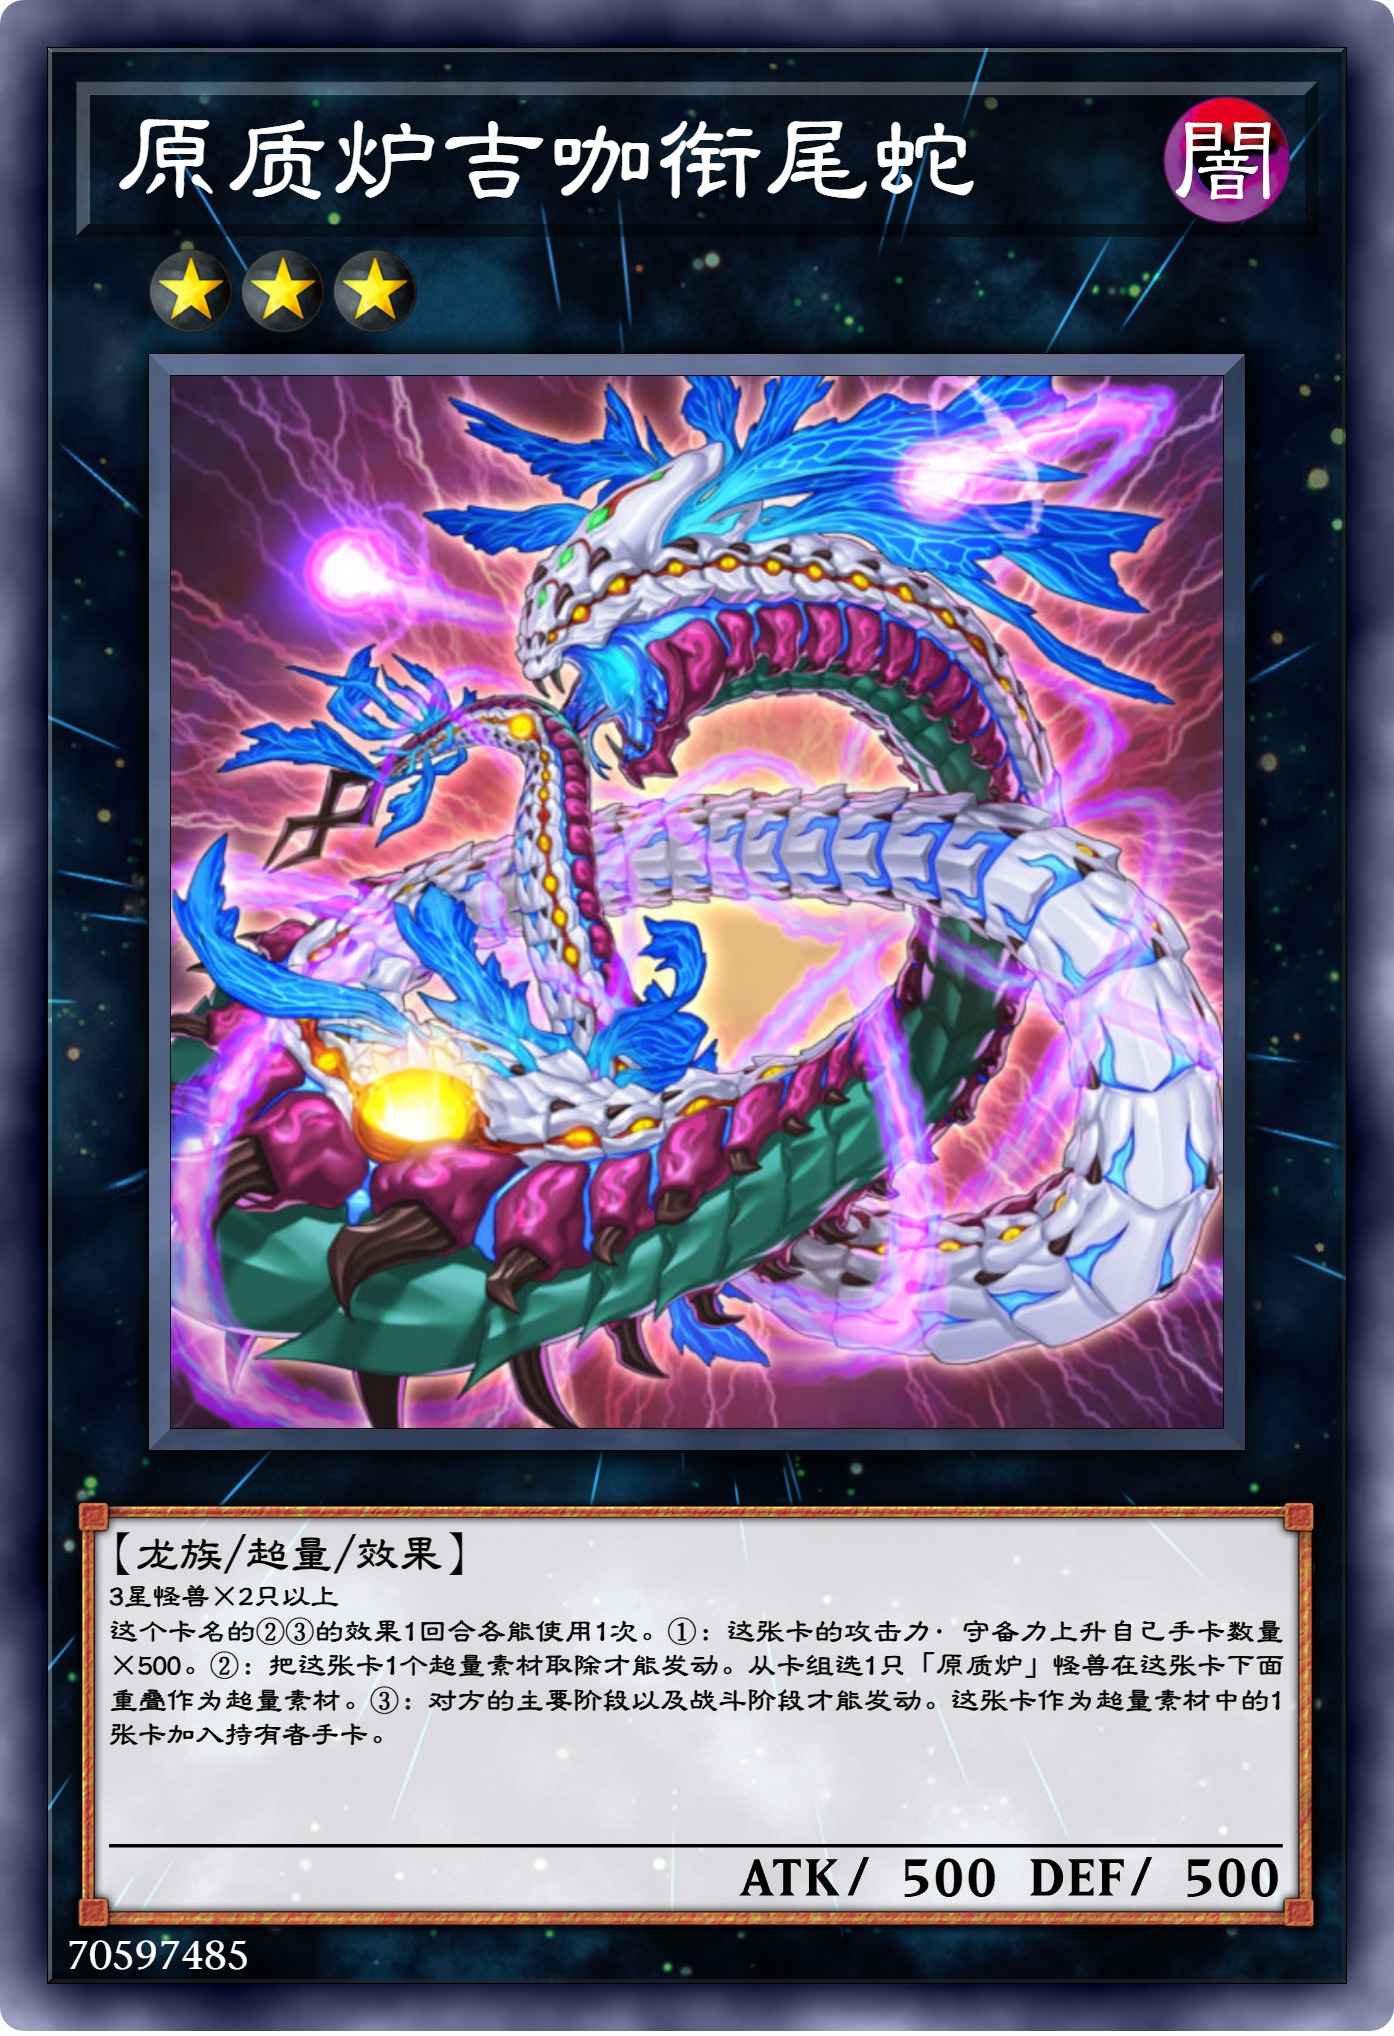 原质炉吉咖衔尾蛇
闇
【龙族/超量/效果】
3星怪兽×2只以上
这个卡名的②③的效果1回合各能使用1次。①：这张卡的攻击力·守备力上升自己手卡数量
×500。②：把这张卡1个超量素材取除才能发动。从卡组选1只「原质炉」怪兽在这张卡下面
重叠作为超量素材。③：对方的主要阶段以及战斗阶段才能发动。这张卡作为超量素材中的1
张卡加入持有者手卡。
ATK/ 500 DEF/ 500
70597485